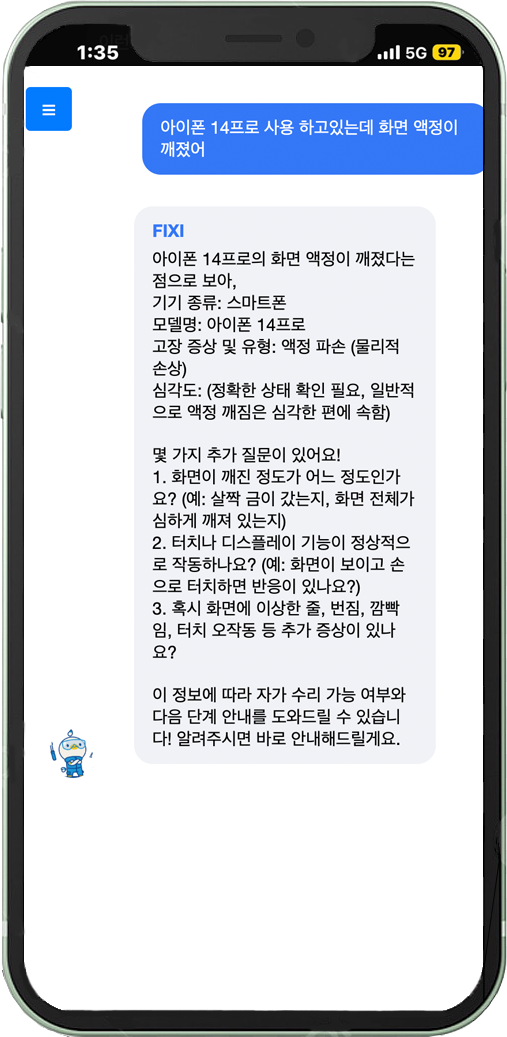 1:35
5G 97
아이폰 14프로 사용 하고있는데 화면 액정이
깨졌어
FIXI
아이폰 14프로의 화면 액정이 깨졌다는
점으로 보아,
기기 종류: 스마트폰
모델명: 아이폰 14프로
고장 증상 및 유형: 액정 파손 (물리적
손상)
심각도: (정확한 상태 확인 필요, 일반적
으로 액정 깨짐은 심각한 편에 속함)
몇 가지 추가 질문이 있어요!
1. 화면이 깨진 정도가 어느 정도인가
요? (예: 살짝 금이 갔는지, 화면 전체가
심하게 깨져 있는지)
2. 터치나 디스플레이 기능이 정상적으
로 작동하나요? (예: 화면이 보이고 손
으로 터치하면 반응이 있나요?)
3. 혹시 화면에 이상한 줄, 번짐, 깜빡
임, 터치 오작동 등 추가 증상이 있나
요?
이 정보에 따라 자가 수리 가능 여부와
다음 단계 안내를 도와드릴 수 있습니
다! 알려주시면 바로 안내해드릴게요.